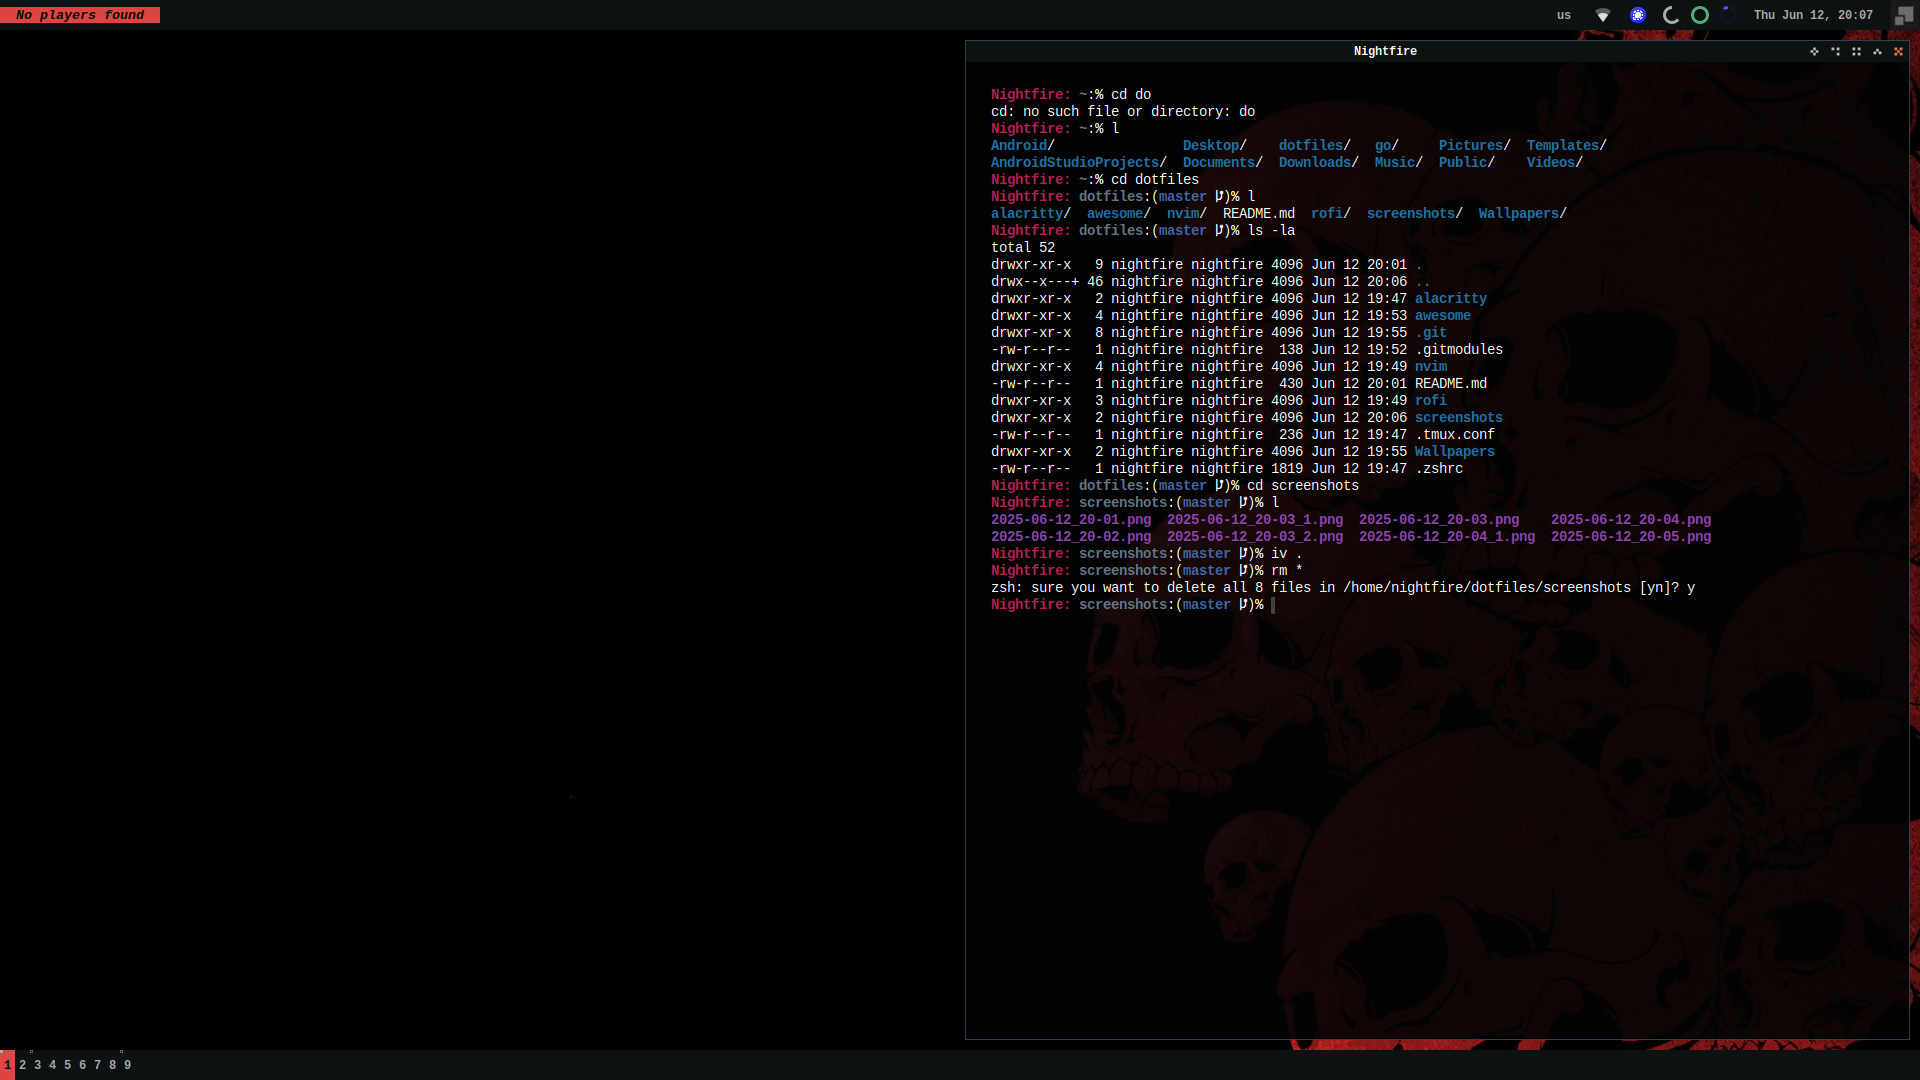 No players found
us
Thu Jun 12, 20:07
Nightfire
Nightfire: ~:% cd do
cd: no such file or directory: do
Nightfire: ~:% l
Android/                Desktop/    dotfiles/   go/     Pictures/  Templates/
AndroidStudioProjects/  Documents/  Downloads/  Music/  Public/    Videos/
Nightfire: ~:% cd dotfiles
Nightfire: dotfiles:(master )% l
alacritty/  awesome/  nvim/  README.md  rofi/  screenshots/  Wallpapers/
Nightfire: dotfiles:(master )% ls -la
total 52
drwxr-xr-x   9 nightfire nightfire 4096 Jun 12 20:01 .
drwx--x---+ 46 nightfire nightfire 4096 Jun 12 20:06 ..
drwxr-xr-x   2 nightfire nightfire 4096 Jun 12 19:47 alacritty
drwxr-xr-x   4 nightfire nightfire 4096 Jun 12 19:53 awesome
drwxr-xr-x   8 nightfire nightfire 4096 Jun 12 19:55 .git
-rw-r--r--   1 nightfire nightfire  138 Jun 12 19:52 .gitmodules
drwxr-xr-x   4 nightfire nightfire 4096 Jun 12 19:49 nvim
-rw-r--r--   1 nightfire nightfire  430 Jun 12 20:01 README.md
drwxr-xr-x   3 nightfire nightfire 4096 Jun 12 19:49 rofi
drwxr-xr-x   2 nightfire nightfire 4096 Jun 12 20:06 screenshots
-rw-r--r--   1 nightfire nightfire  236 Jun 12 19:47 .tmux.conf
drwxr-xr-x   2 nightfire nightfire 4096 Jun 12 19:55 Wallpapers
-rw-r--r--   1 nightfire nightfire 1819 Jun 12 19:47 .zshrc
Nightfire: dotfiles:(master )% cd screenshots
Nightfire: screenshots:(master )% l
2025-06-12_20-01.png  2025-06-12_20-03_1.png  2025-06-12_20-03.png    2025-06-12_20-04.png
2025-06-12_20-02.png  2025-06-12_20-03_2.png  2025-06-12_20-04_1.png  2025-06-12_20-05.png
Nightfire: screenshots:(master )% iv .
Nightfire: screenshots:(master )% rm *
zsh: sure you want to delete all 8 files in /home/nightfire/dotfiles/screenshots [yn]? y
Nightfire: screenshots:(master )%
1 2 3 4 5 6 7 8 9